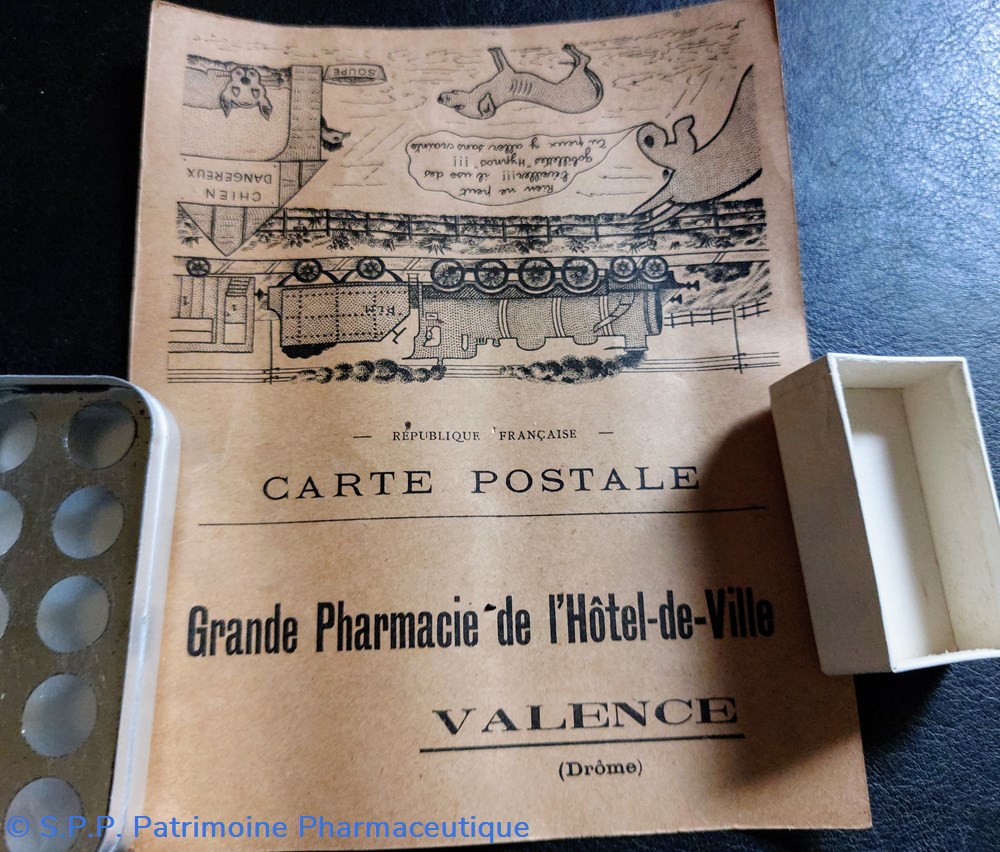 SOUPE
CHIEN
DANGEREUX
Rien ne peut
l'éveiller!!! il use des
gobelettes "Hypnos" !!!
Tu peux y aller sans crainte
P.L.M
— RÉPUBLIQUE FRANÇAISE —
CARTE POSTALE
Grande Pharmacie de l'Hôtel-de-Ville
VALENCE
(Drôme)
© S.P.P. Patrimoine Pharmaceutique